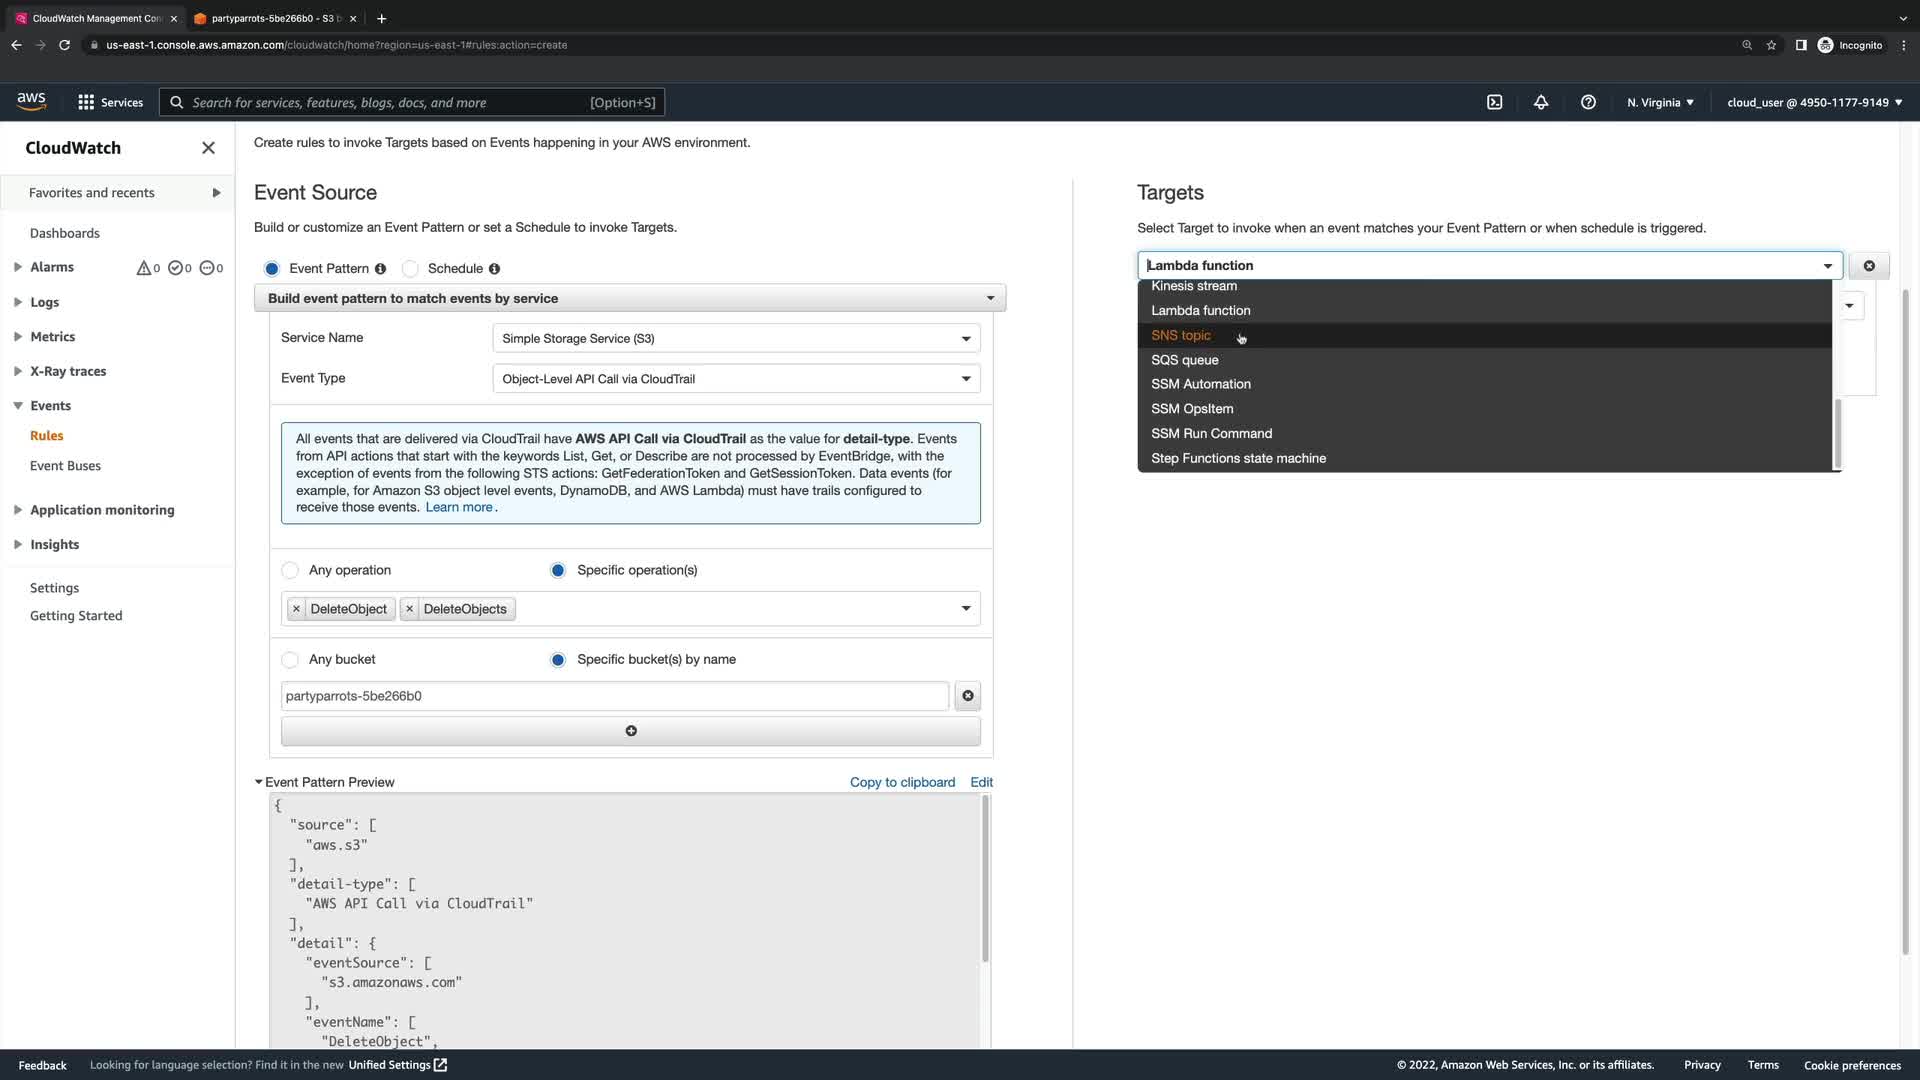 CloudWatch Management Con
partyparrots-5be266b0 - S3 b
us-east-1.console.aws.amazon.com/cloudwatch/home?region=us-east-1#rules:action=create
Incognito
aws
Services
Search for services, features, blogs, docs, and more
[Option+S]
N. Virginia
cloud_user @ 4950-1177-9149
CloudWatch
Favorites and recents
Dashboards
Alarms
0
0
0
Logs
Metrics
X-Ray traces
Events
Rules
Event Buses
Application monitoring
Insights
Settings
Getting Started
Create rules to invoke Targets based on Events happening in your AWS environment.
Event Source
Build or customize an Event Pattern or set a Schedule to invoke Targets.
Event Pattern
Schedule
Build event pattern to match events by service
Service Name
Simple Storage Service (S3)
Event Type
Object-Level API Call via CloudTrail
All events that are delivered via CloudTrail have AWS API Call via CloudTrail as the value for detail-type. Events
from API actions that start with the keywords List, Get, or Describe are not processed by EventBridge, with the
exception of events from the following STS actions: GetFederationToken and GetSessionToken. Data events (for
example, for Amazon S3 object level events, DynamoDB, and AWS Lambda) must have trails configured to
receive those events. Learn more.
Any operation
Specific operation(s)
× DeleteObject
× DeleteObjects
Any bucket
Specific bucket(s) by name
partyparrots-5be266b0
Event Pattern Preview
Copy to clipboard
Edit
{
"source": [
"aws.s3"
],
"detail-type": [
"AWS API Call via CloudTrail"
],
"detail": {
"eventSource": [
"s3.amazonaws.com"
],
"eventName": [
"DeleteObject",
Targets
Select Target to invoke when an event matches your Event Pattern or when schedule is triggered.
Lambda function
Kinesis stream
Lambda function
SNS topic
SQS queue
SSM Automation
SSM OpsItem
SSM Run Command
Step Functions state machine
Feedback
Looking for language selection? Find it in the new Unified Settings
© 2022, Amazon Web Services, Inc. or its affiliates.
Privacy
Terms
Cookie preferences